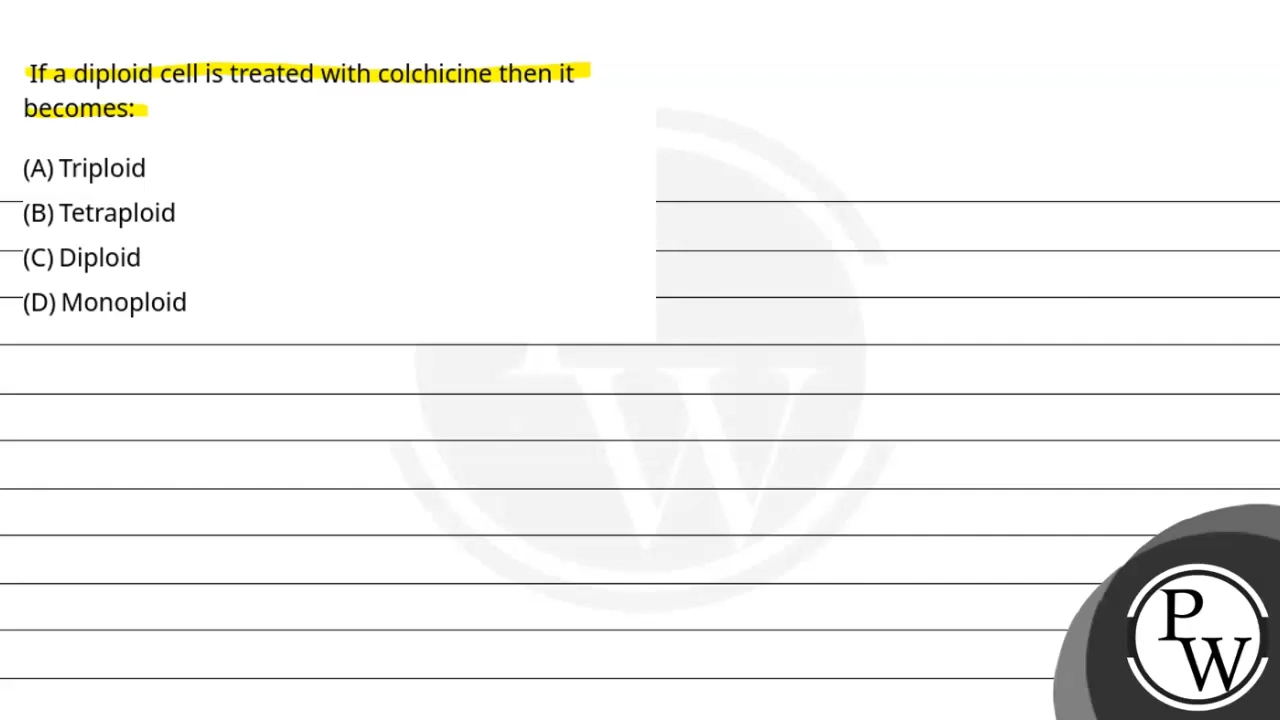 If a diploid cell is treated with colchicine then it
becomes:
(A) Triploid
(B) Tetraploid
(C) Diploid
(D) Monoploid
W
P
W